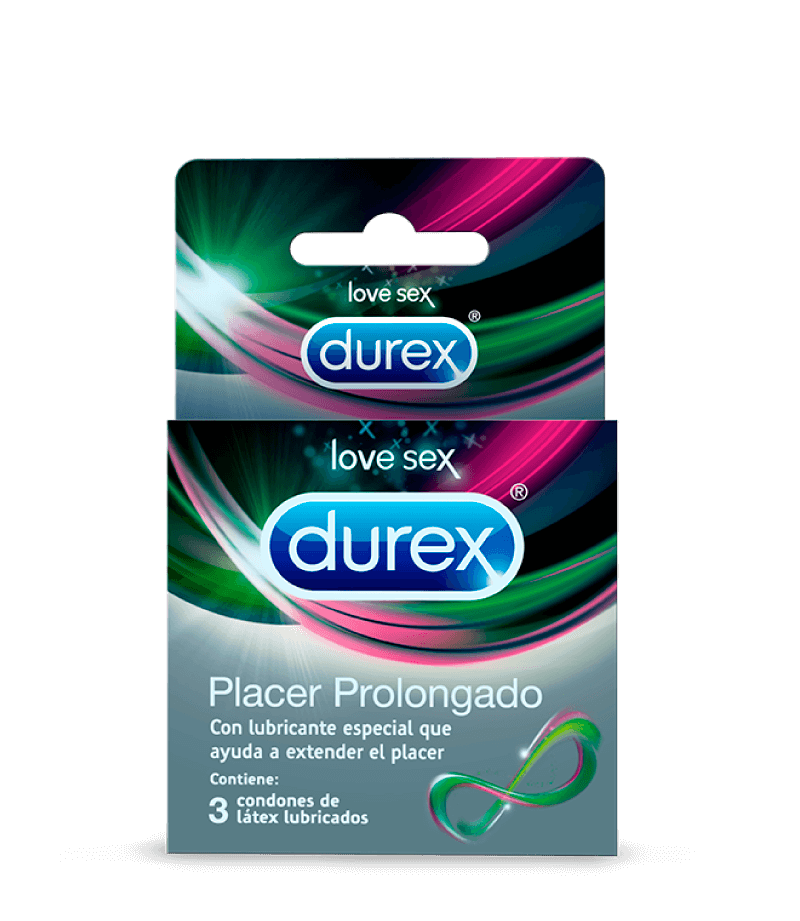 love sex
durex®
love sex
durex®
Placer Prolongado
Con lubricante especial que
ayuda a extender el placer
Contiene:
3 condones de
látex lubricados